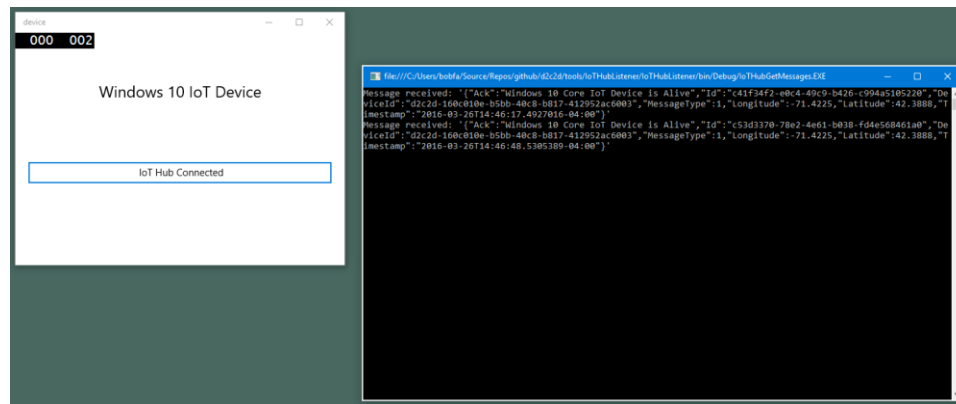 device
000 002
Windows 10 IoT Device
IoT Hub Connected
file:///C:/Users/bobfa/Source/Repos/github/d2c2d/tools/IoTHubListener/IoTHubListener/bin/Debug/IoTHubGetMessages.EXE
Message received: '{"Ack":"Windows 10 Core IoT Device is Alive","Id":"c41f34f2-e0c4-49c9-b426-c994a5105220","De
viceId":"d2c2d-160c010e-b5bb-40c8-b817-412952ac6003","MessageType":1,"Longitude":-71.4225,"Latitude":42.3888,"T
imestamp":"2016-03-26T14:46:17.4927016-04:00"}'
Message received: '{"Ack":"Windows 10 Core IoT Device is Alive","Id":"c53d3370-78e2-4e61-b038-fd4e568461a0","De
viceId":"d2c2d-160c010e-b5bb-40c8-b817-412952ac6003","MessageType":1,"Longitude":-71.4225,"Latitude":42.3888,"T
imestamp":"2016-03-26T14:46:48.5305389-04:00"}'